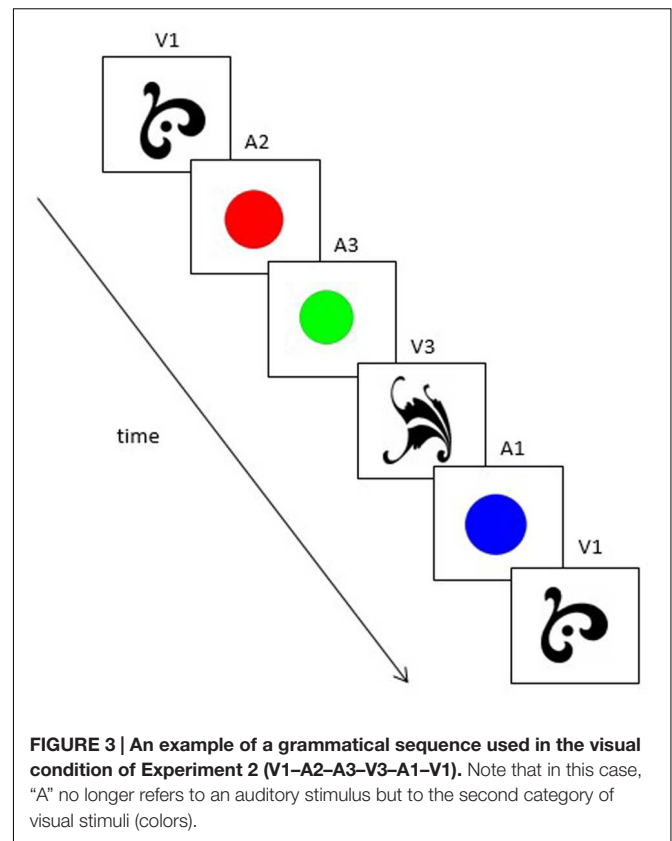 V1
A2
A3
V3
time
A1
V1
FIGURE 3 | An example of a grammatical sequence used in the visual
condition of Experiment 2 (V1–A2–A3–V3–A1–V1). Note that in this case,
“A” no longer refers to an auditory stimulus but to the second category of
visual stimuli (colors).